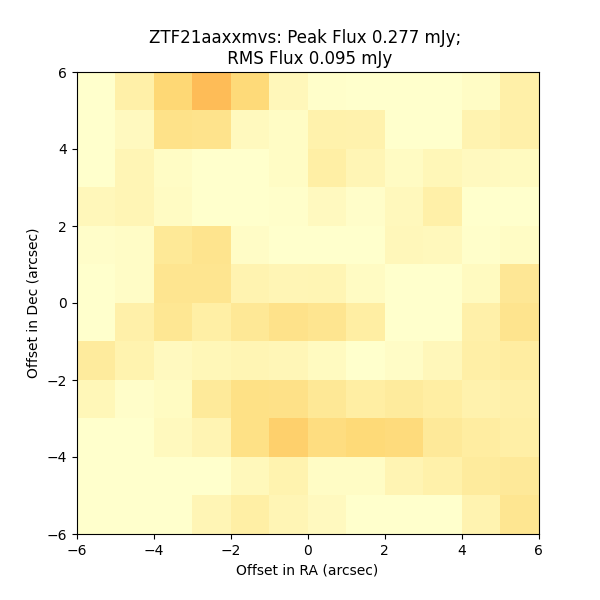 ZTF21aaxxmvs: Peak Flux 0.277 mJy;
RMS Flux 0.095 mJy
6
4
2
0
−2
−4
−6
Offset in Dec (arcsec)
−6 −4 −2 0 2 4 6
Offset in RA (arcsec)